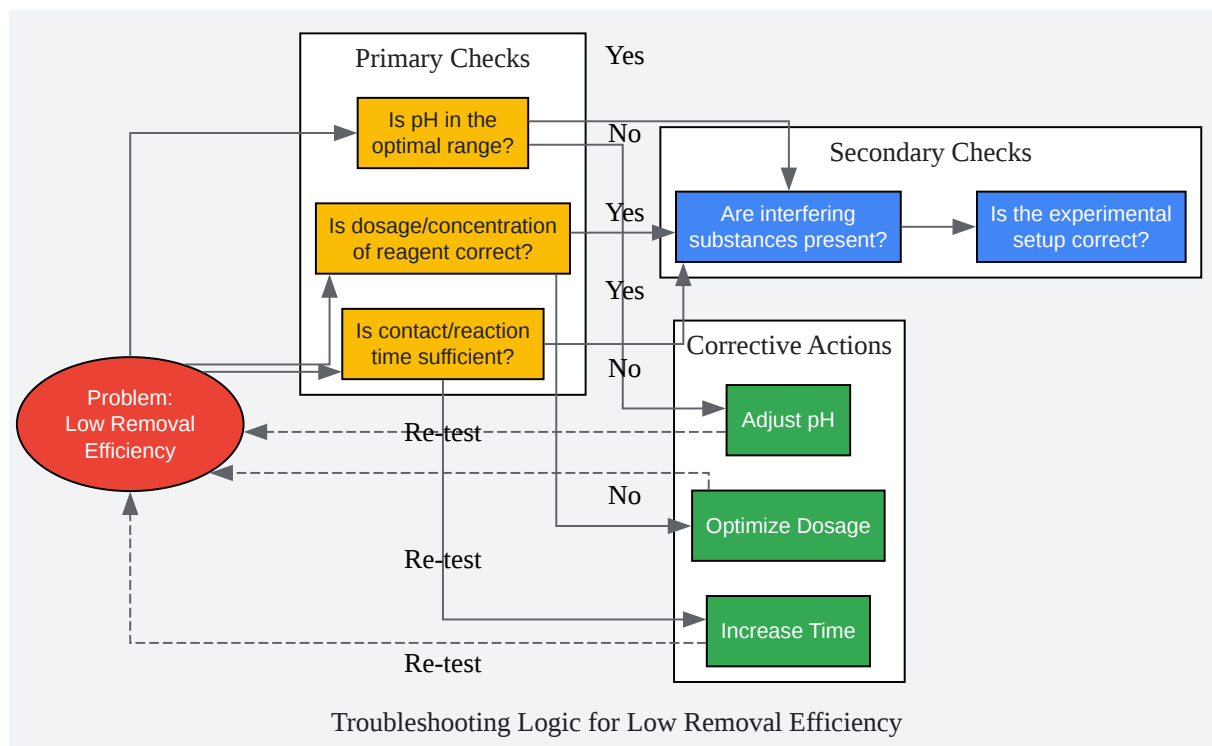 Primary Checks
Yes
Is pH in the
optimal range?
No
Secondary Checks
Is dosage/concentration
of reagent correct?
Yes
Are interfering
substances present?
Is the experimental
setup correct?
Yes
Is contact/reaction
time sufficient?
Corrective Actions
No
Problem:
Low Removal
Efficiency
Adjust pH
Re-test
No
Optimize Dosage
Re-test
Increase Time
Re-test
Troubleshooting Logic for Low Removal Efficiency